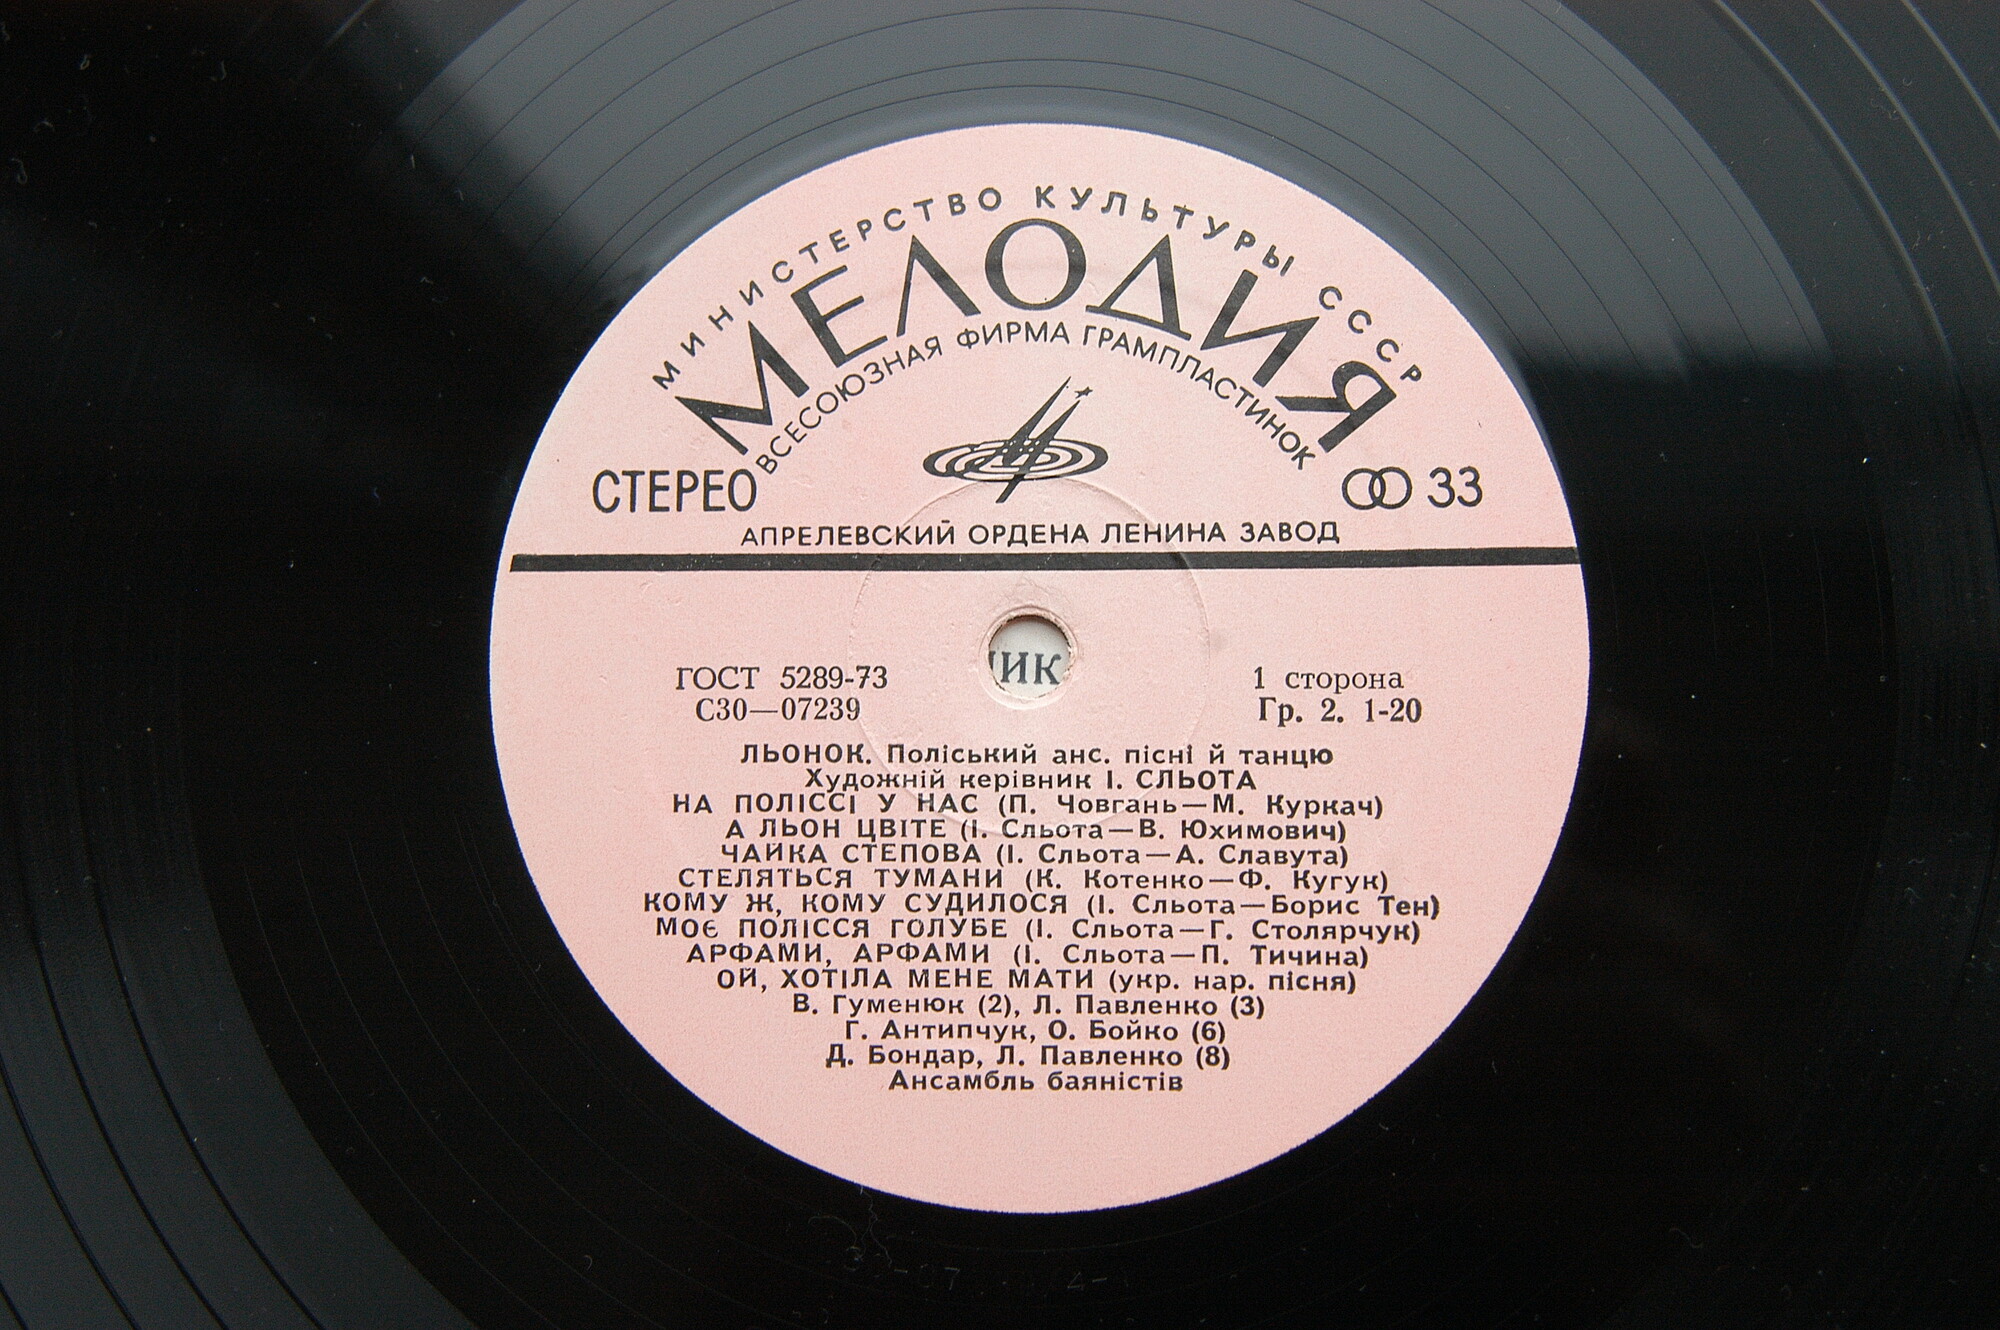 МИНИСТЕРСТВО КУЛЬТУРЫ СССР
МЕЛОДИЯ
ВСЕСОЮЗНАЯ ФИРМА ГРАМПЛАСТИНОК
СТЕРЕО
33
АПРЕЛЕВСКИЙ ОРДЕНА ЛЕНИНА ЗАВОД
ИК
ГОСТ 5289-73
С30—07239
1 сторона
Гр. 2. 1-20
ЛЬОНОК. Поліський анс. пісні й танцю
Художній керівник І. СЛЬОТА
НА ПОЛІССІ У НАС (П. Човгань—М. Куркач)
А ЛЬОН ЦВІТЕ (І. Сльота—В. Юхимович)
ЧАЙКА СТЕПОВА (І. Сльота—А. Славута)
СТЕЛЯТЬСЯ ТУМАНИ (К. Котенко—Ф. Кугук)
КОМУ Ж, КОМУ СУДИЛОСЯ (І. Сльота—Борис Тен)
МОЄ ПОЛІССЯ ГОЛУБЕ (І. Сльота—Г. Столярчук)
АРФАМИ, АРФАМИ (І. Сльота—П. Тичина)
ОЙ, ХОТІЛА МЕНЕ МАТИ (укр. нар. пісня)
В. Гуменюк (2), Л. Павленко (3)
Г. Антипчук, О. Бойко (6)
Д. Бондар, Л. Павленко (8)
Ансамбль баяністів